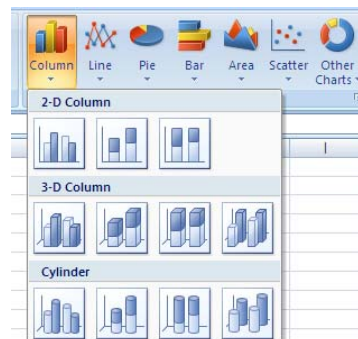 Column Line Pie Bar Area Scatter Other
Charts
2-D Column
I
3-D Column
Cylinder